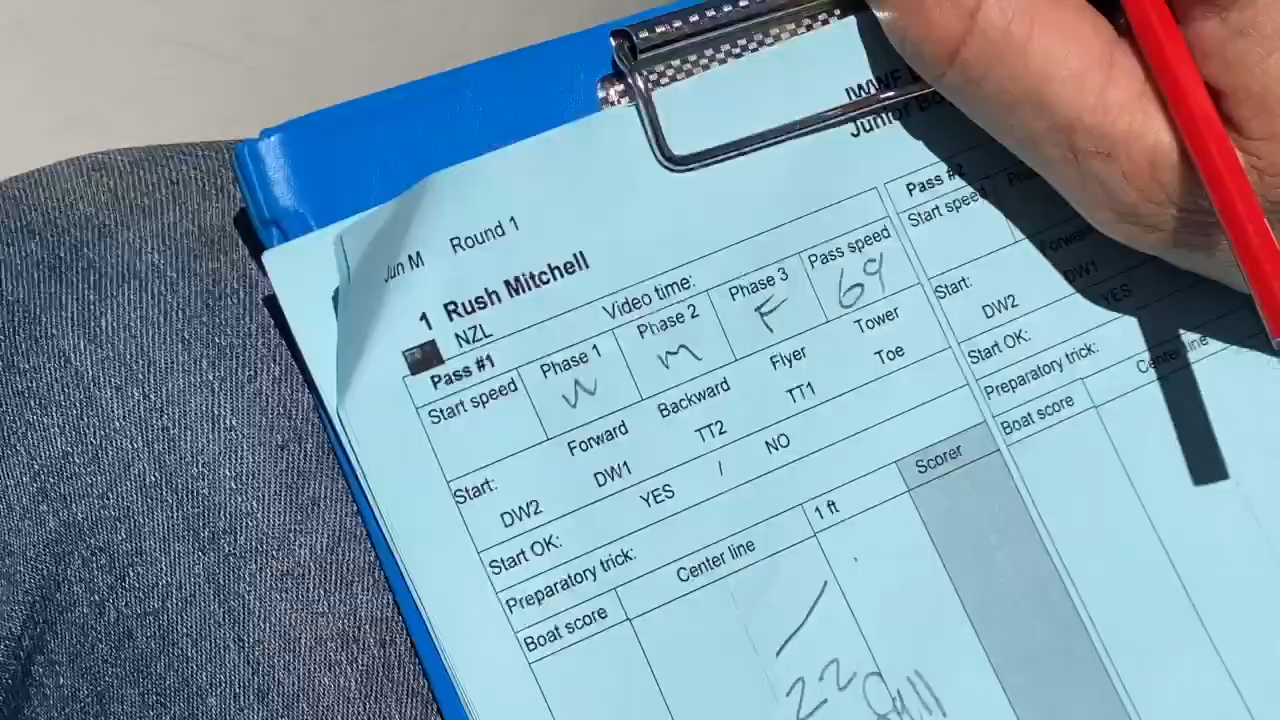 IWWF
Junior
Jun M Round 1
1 Rush Mitchell
NZL Video time:
Pass #1
Start speed Phase 1 Phase 2 Phase 3 Pass speed
N M F 69
Start: Forward Backward Flyer Tower
DW2 DW1 TT2 TT1 Toe
Start OK: YES / NO
Preparatory trick:
Boat score Center line 1 ft Scorer
22 fall
Pass #2
Start speed
Start: Forward
DW2 DW1
Start OK: YES
Preparatory trick:
Boat score Center line